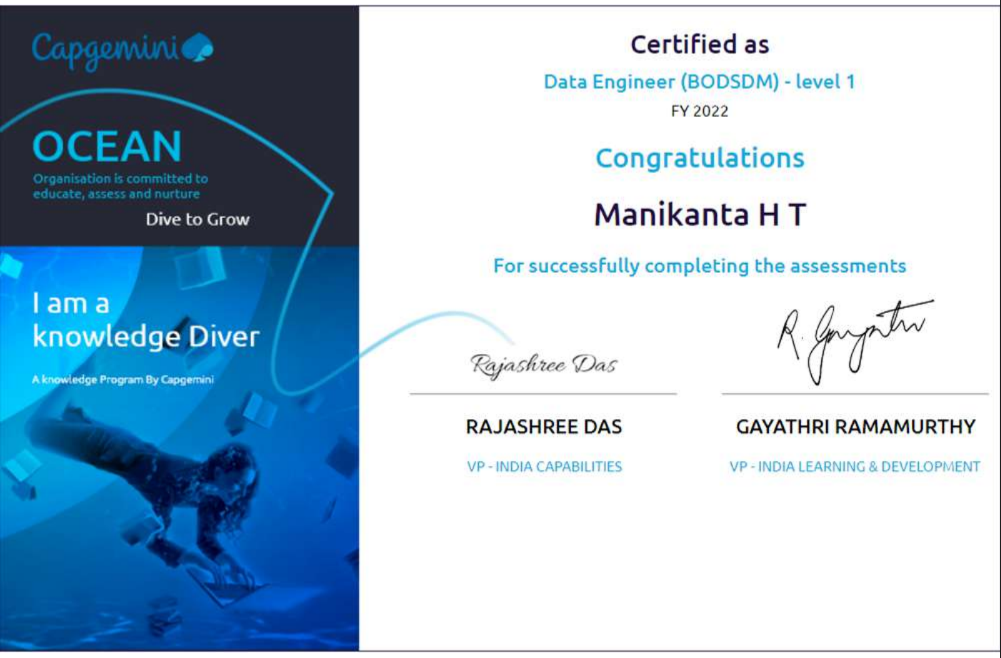 Capgemini
OCEAN
Organisation is committed to
educate, assess and nurture
Dive to Grow
I am a
knowledge Diver
A knowledge Program By Capgemini
Certified as
Data Engineer (BODSDM) - level 1
FY 2022
Congratulations
Manikanta H T
For successfully completing the assessments
Rajashree Das
RAJASHREE DAS
VP - INDIA CAPABILITIES
R. Gayathri
GAYATHRI RAMAMURTHY
VP - INDIA LEARNING & DEVELOPMENT